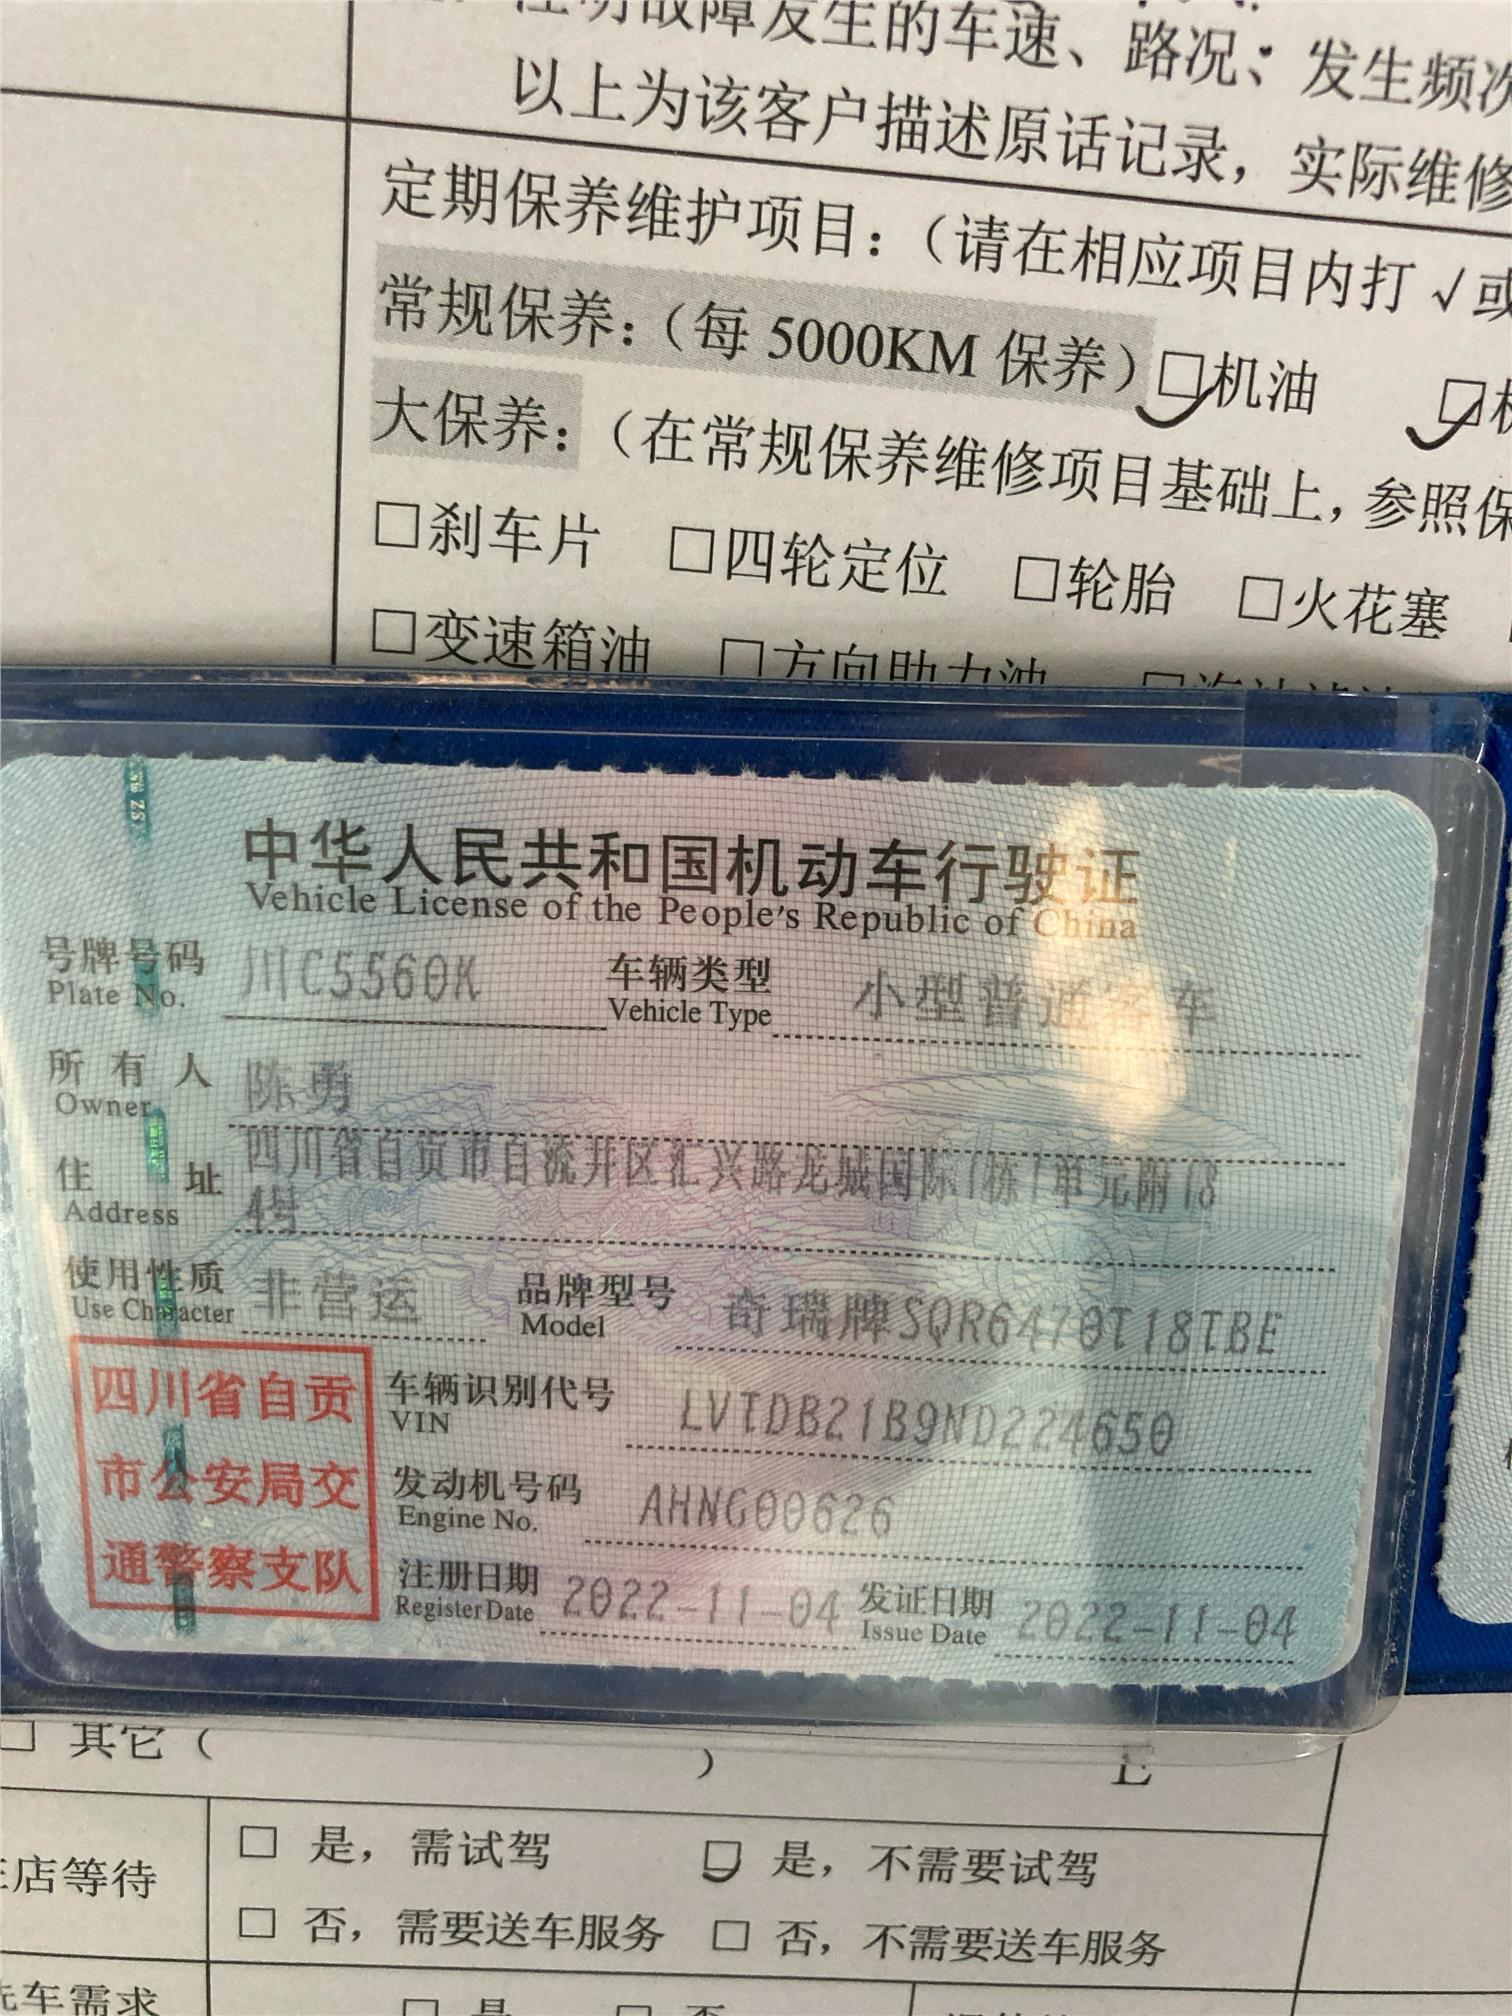 注明故障发生的车速、路况；发生频次
以上为该客户描述原话记录，实际维修
定期保养维护项目：（请在相应项目内打√或
常规保养：（每 5000KM 保养）□机油
大保养：（在常规保养维修项目基础上，参照保
□刹车片 □四轮定位 □轮胎 □火花塞
□变速箱油 □方向助力油
中华人民共和国机动车行驶证
Vehicle License of the People's Republic of China
号牌号码 川C5560K 车辆类型 小型普通客车
Plate No. Vehicle Type
所有人 陈勇
Owner
住址 四川省自贡市自流井区汇兴路龙城国际1栋1单元附18
Address 4号
使用性质 非营运 品牌型号 奇瑞牌SQR6470T18TBE
Use Character Model
四川省自贡
市公安局交
通警察支队
车辆识别代号 LVTDB21B9ND224650
VIN
发动机号码 AHNG00626
Engine No.
注册日期 2022-11-04 发证日期 2022-11-04
Register Date Issue Date
□ 其它（ ）
店等待 □ 是，需试驾 □ 是，不需要试驾
□ 否，需要送车服务 □ 否，不需要送车服务
洗车需求 □ 是 □ 否